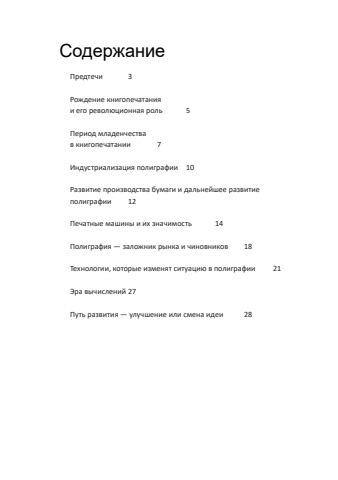 Содержание
Предтечи 3
Рождение книгопечатания
и его революционная роль 5
Период младенчества
в книгопечатании 7
Индустриализация полиграфии 10
Развитие производства бумаги и дальнейшее развитие
полиграфии 12
Печатные машины и их значимость 14
Полиграфия — заложник рынка и чиновников 18
Технологии, которые изменят ситуацию в полиграфии 21
Эра вычислений 27
Путь развития — улучшение или смена идеи 28